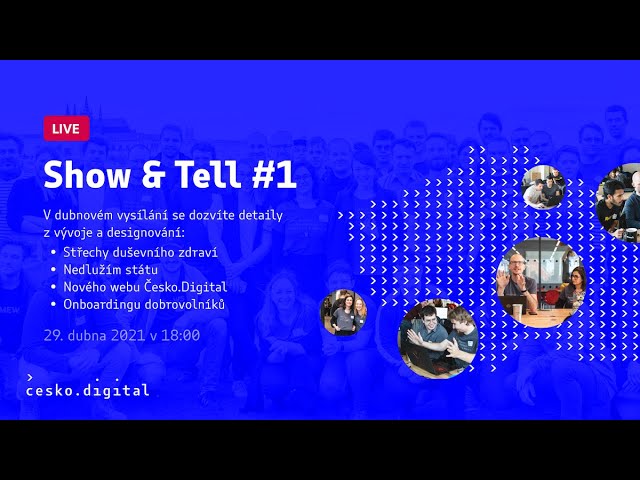 LIVE
Show & Tell #1
V dubnovém vysílání se dozvíte detaily
z vývoje a designování:
• Střechy duševního zdraví
• Nedlužím státu
• Nového webu Česko.Digital
• Onboardingu dobrovolníků
29. dubna 2021 v 18:00
cesko.digital